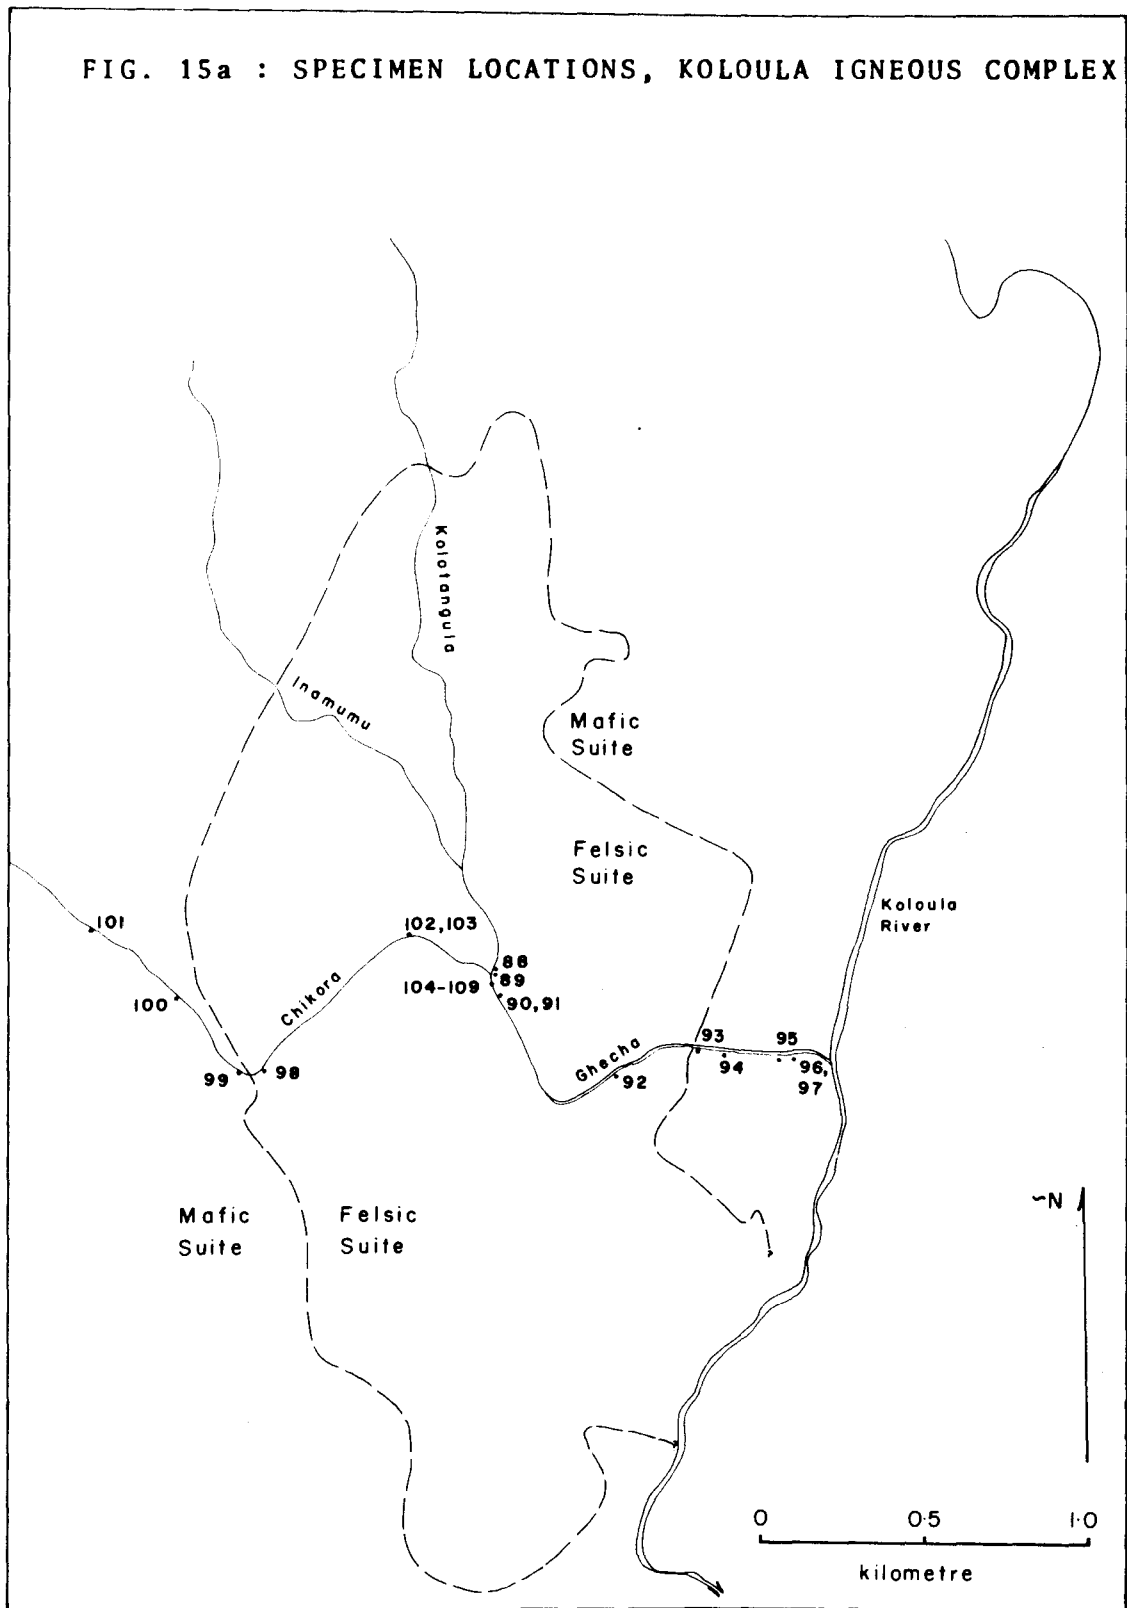 FIG. 15a : SPECIMEN LOCATIONS, KOLOULA IGNEOUS COMPLEX
Kolotangula
Inamumu
Mafic
Suite
Felsic
Suite
Koloula
River
101
102,103
88
89
104-109
90,91
100
Chikora
93
95
Ghecha
94
96,
97
99
98
92
Mafic
Suite
Felsic
Suite
~N
0
0·5
1·0
kilometre